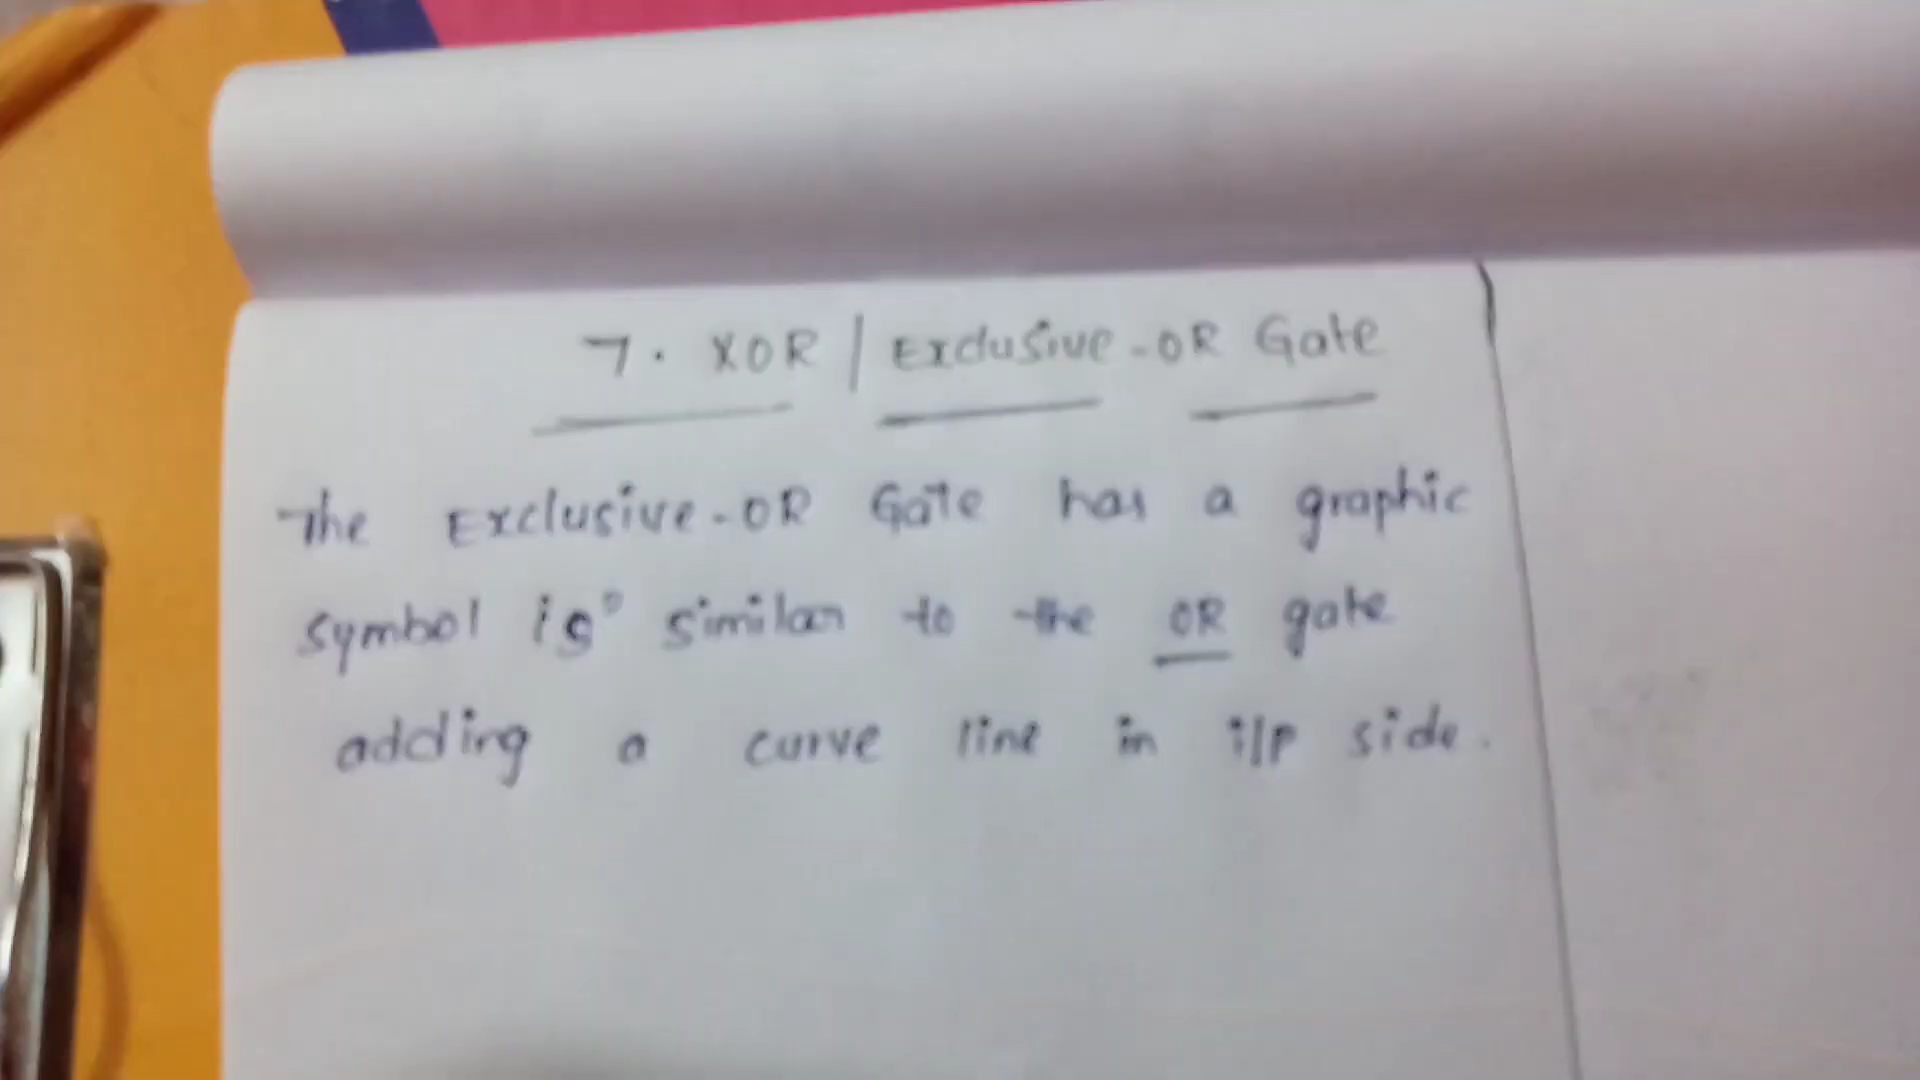 7. XOR | Exclusive-OR Gate
The Exclusive-OR Gate has a graphic
symbol is similar to the OR gate
adding a curve line in i/p side.